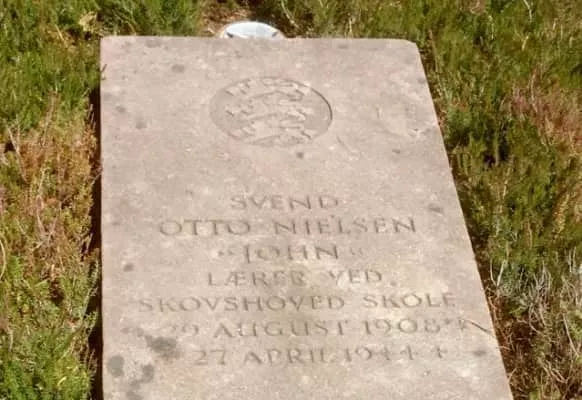 SVEND
OTTO NIELSEN
»JOHN«
LÆRER VED
SKOVSHOVED SKOLE
* 29 AUGUST 1908 *
† 27 APRIL 1944 †